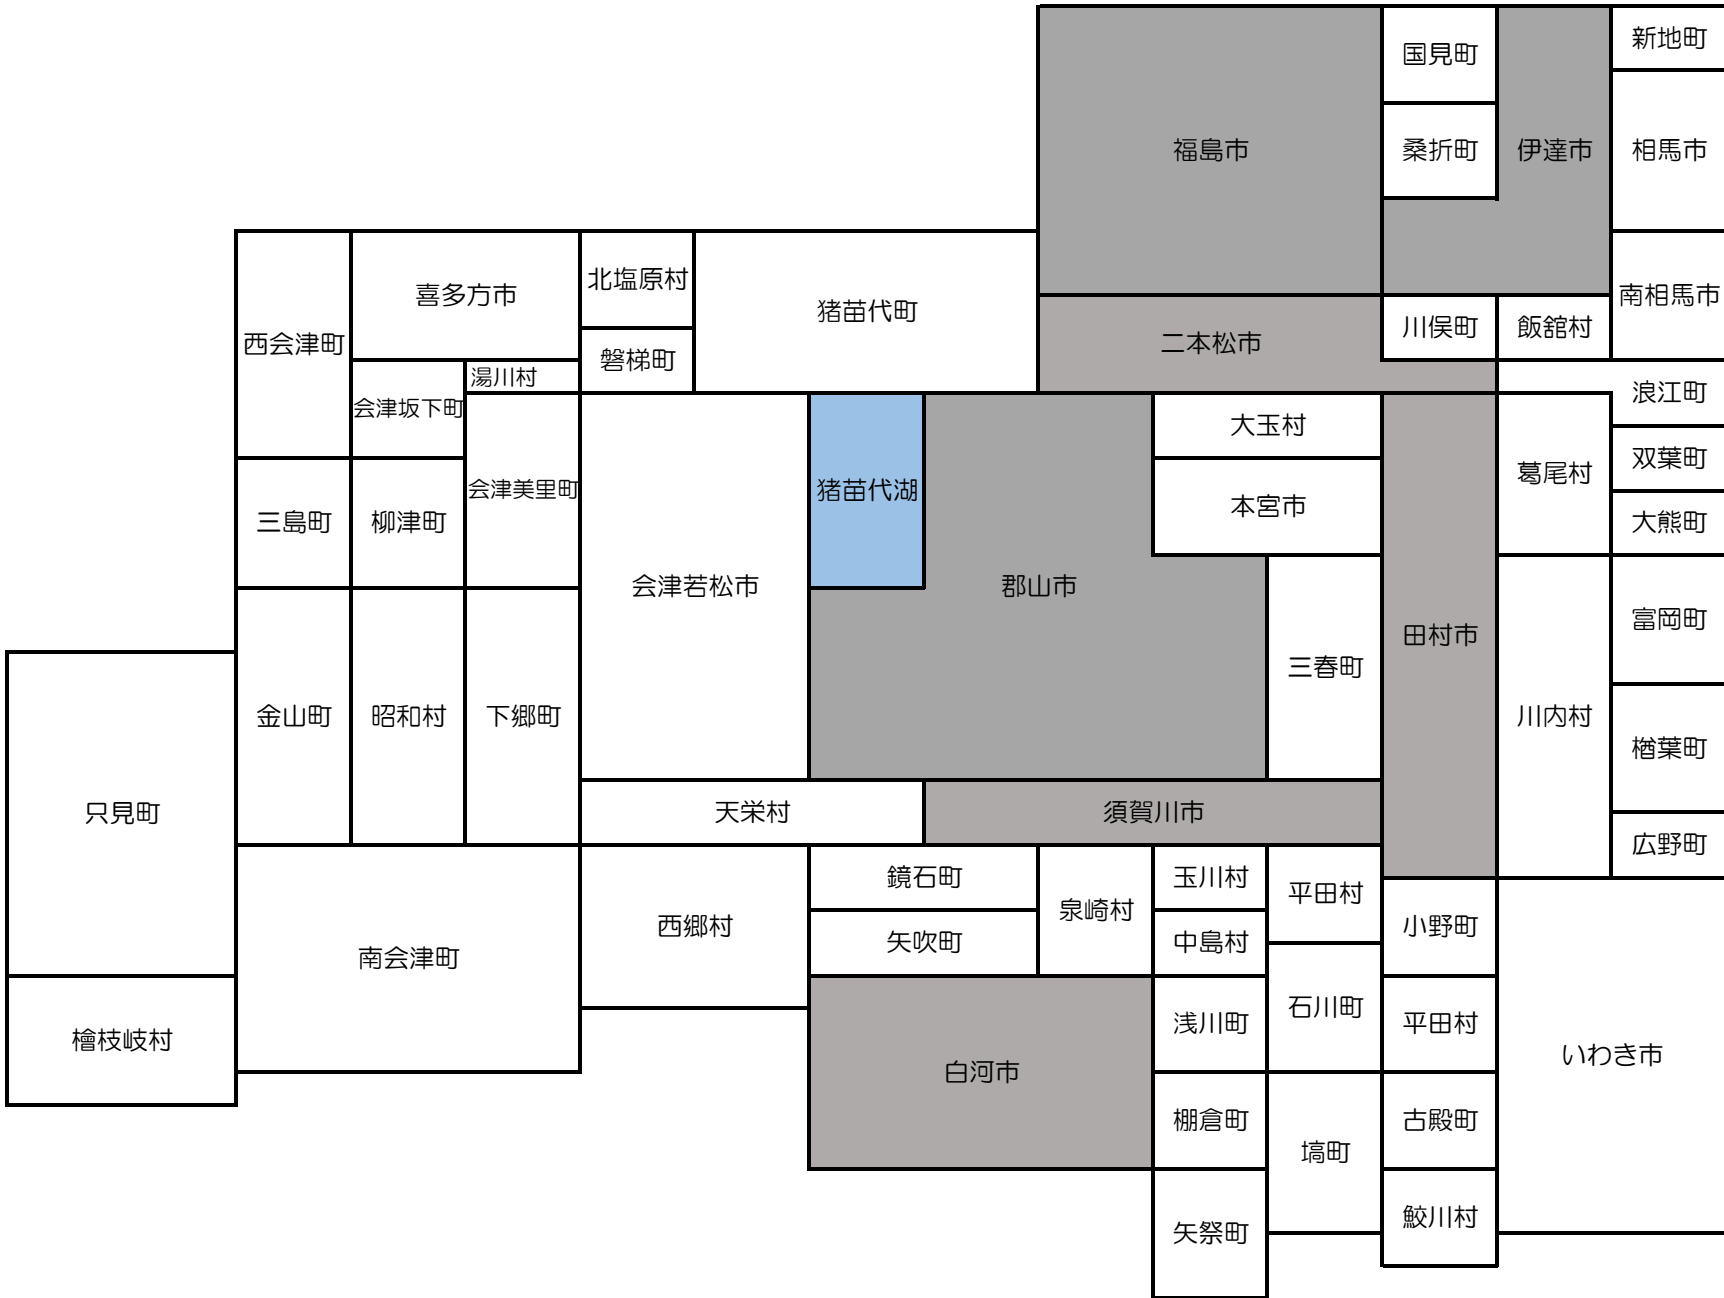 国見町
新地町
福島市
桑折町
伊達市
相馬市
北塩原村
喜多方市
猪苗代町
南相馬市
西会津町
二本松市
川俣町
飯舘村
磐梯町
湯川村
会津坂下町
浪江町
大玉村
双葉町
会津美里町
猪苗代湖
葛尾村
三島町
柳津町
本宮市
大熊町
会津若松市
郡山市
富岡町
田村市
三春町
金山町
昭和村
下郷町
川内村
楢葉町
只見町
天栄村
須賀川市
広野町
鏡石町
玉川村
平田村
泉崎村
西郷村
小野町
矢吹町
中島村
南会津町
石川町
浅川町
平田村
檜枝岐村
いわき市
白河市
棚倉町
古殿町
塙町
鮫川村
矢祭町